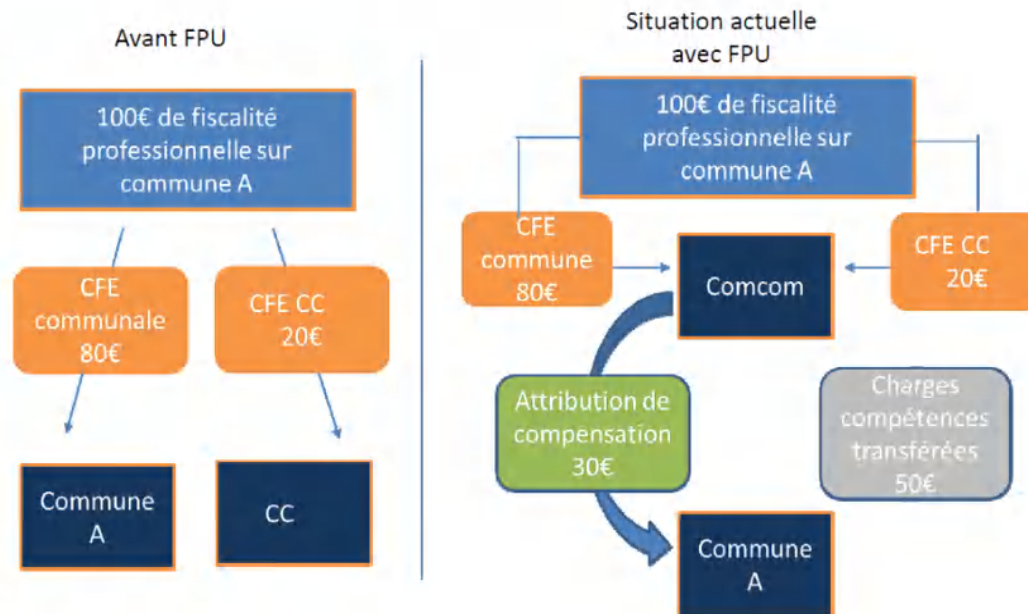 Avant FPU
100€ de fiscalité
professionnelle sur
commune A
CFE
communale
80€
CFE CC
20€
Commune
A
CC
Situation actuelle
avec FPU
100€ de fiscalité
professionnelle sur
commune A
CFE
commune
80€
Comcom
CFE CC
20€
Attribution de
compensation
30€
Charges
compétences
transférées
50€
Commune
A